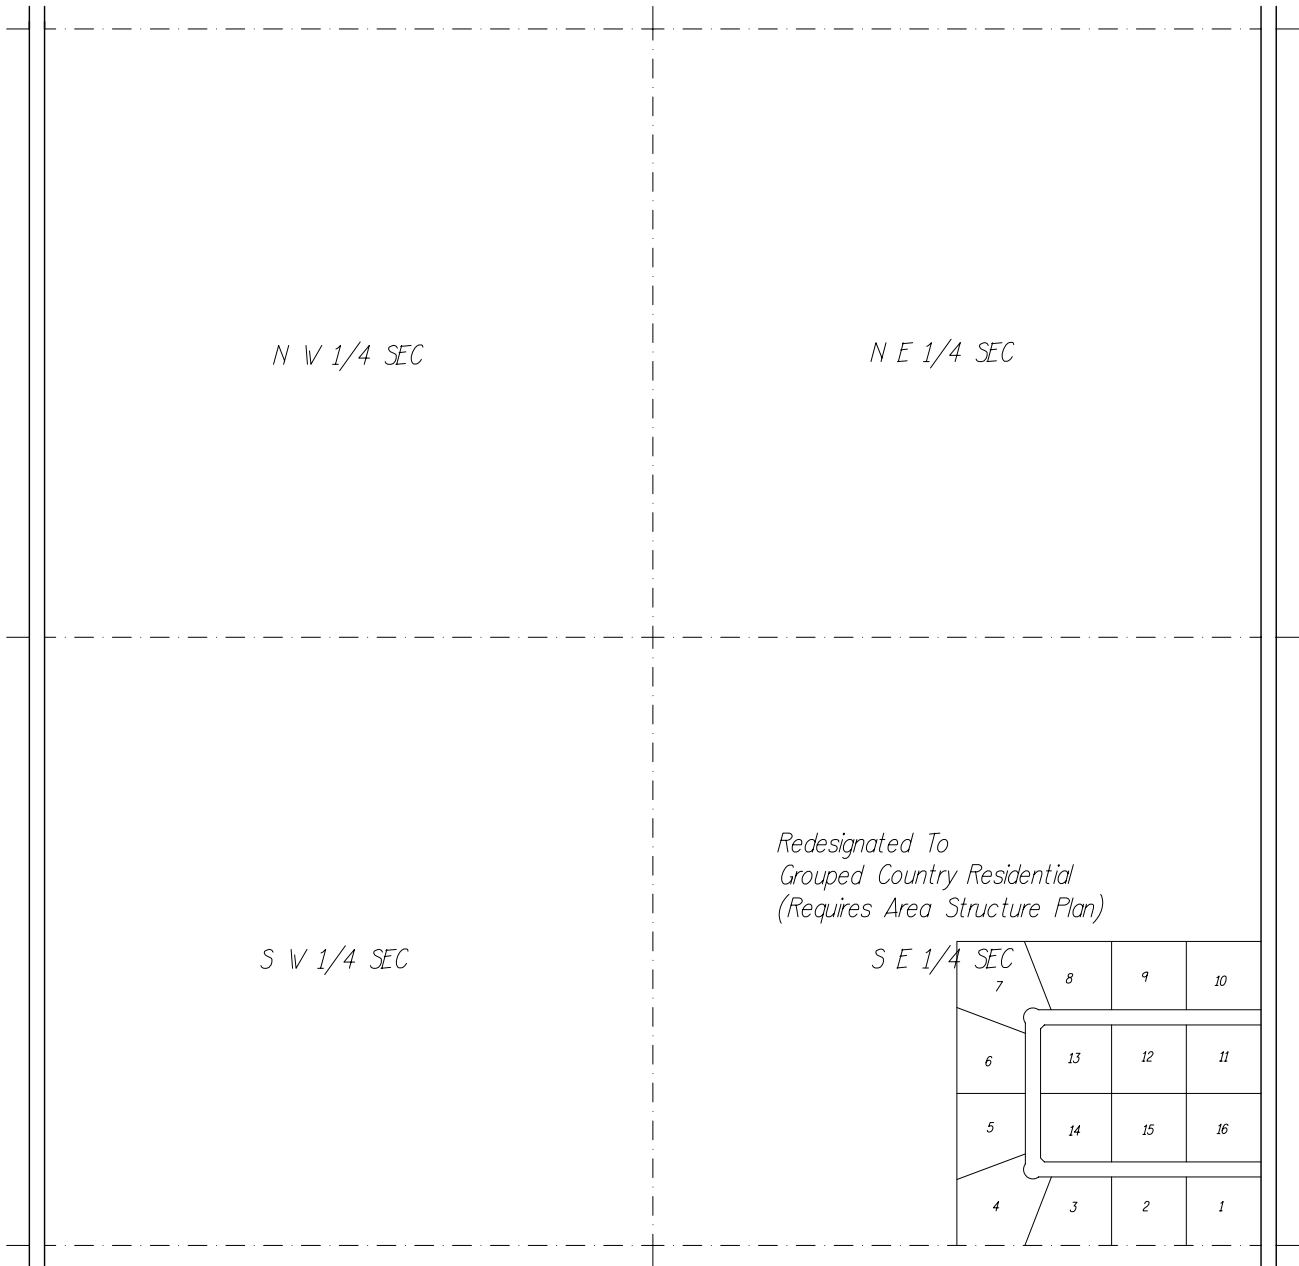 N W 1/4 SEC
N E 1/4 SEC
Redesignated To
Grouped Country Residential
(Requires Area Structure Plan)
S W 1/4 SEC
S E 1/4 SEC
7
8
9
10
6
13
12
11
5
14
15
16
4
3
2
1